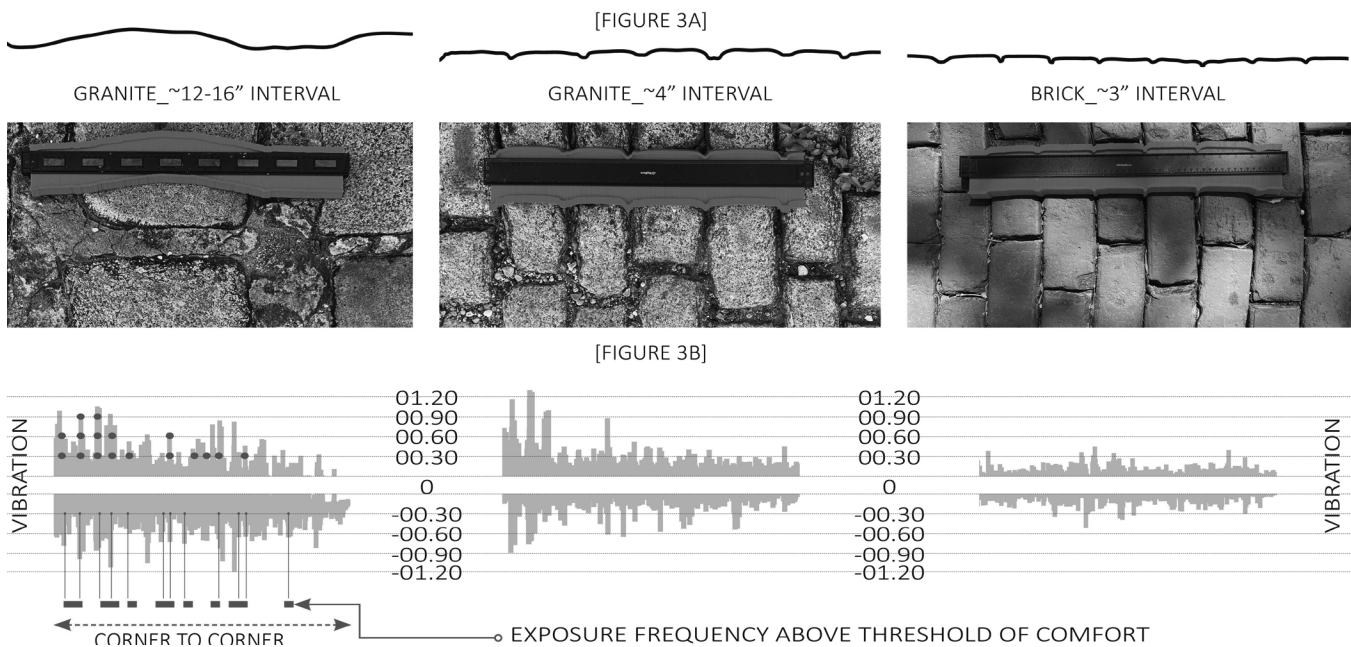 [FIGURE 3A]
GRANITE_~12-16” INTERVAL
GRANITE_~4” INTERVAL
BRICK_~3” INTERVAL
[FIGURE 3B]
VIBRATION
01.20
00.90
00.60
00.30
0
-00.30
-00.60
-00.90
-01.20
01.20
00.90
00.60
00.30
0
-00.30
-00.60
-00.90
-01.20
VIBRATION
CORNER TO CORNER
EXPOSURE FREQUENCY ABOVE THRESHOLD OF COMFORT